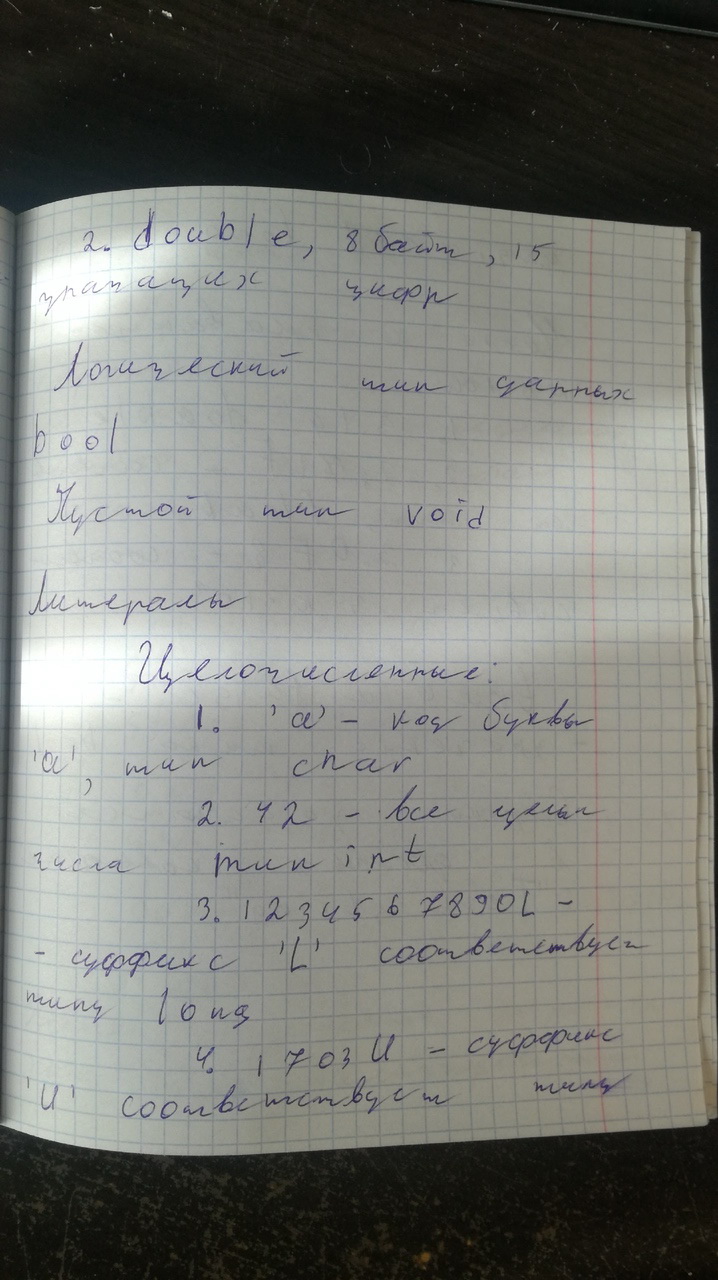 2. double, 8 байт, 15
значащих цифр
Логический тип данных
bool
Пустой тип void
Литералы
Целочисленные:
1. 'a' - код буквы
'a', тип char
2. 42 - все целые
числа тип int
3. 1234567890L -
- суффикс 'L' соответствует
типу long
4. 1703U - суффикс
'U' соответствует типу